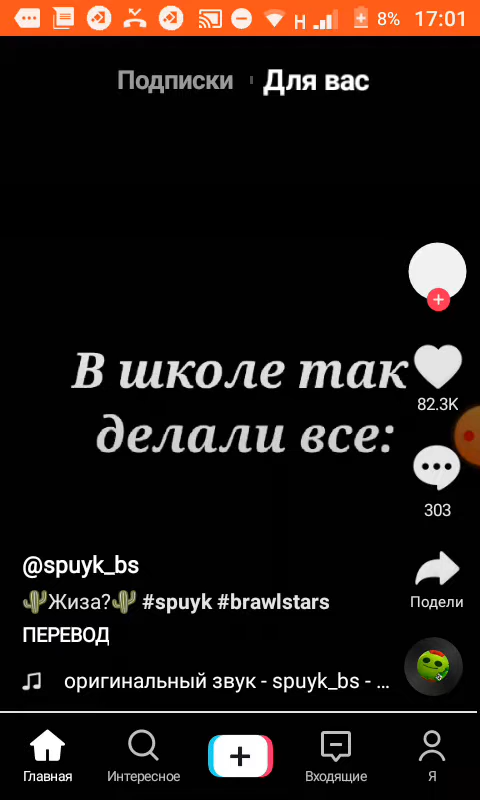 H 8% 17:01
Подписки Для вас
В школе так
делали все:
82.3K
303
@spuyk_bs
🌵Жиза?🌵 #spuyk #brawlstars
Подели
ПЕРЕВОД
оригинальный звук - spuyk_bs - ...
Главная Интересное Входящие Я